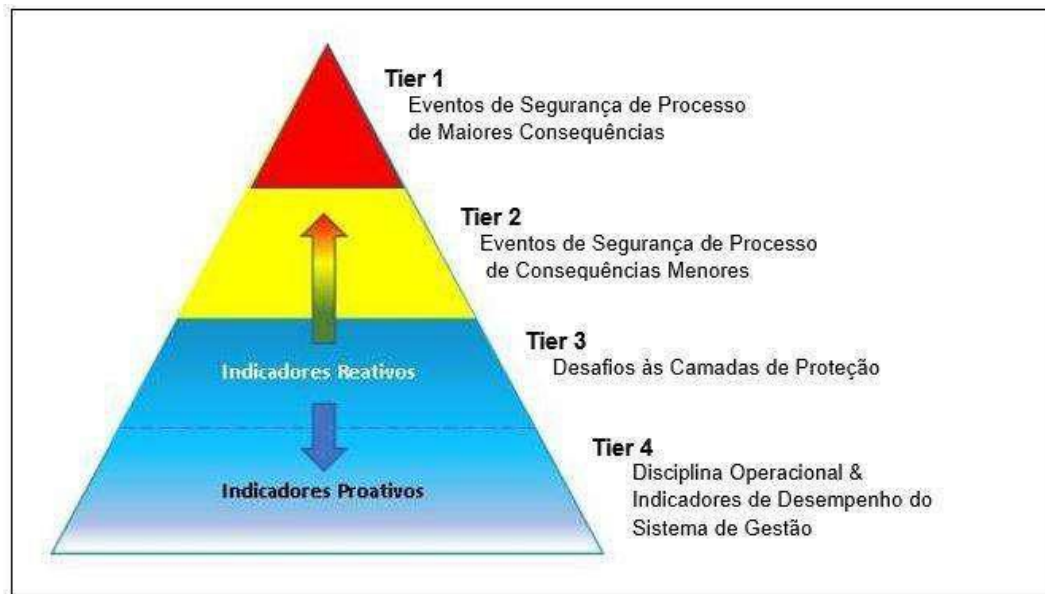 Tier 1
Eventos de Segurança de Processo
de Maiores Consequências
Tier 2
Eventos de Segurança de Processo
de Consequências Menores
Tier 3
Desafios às Camadas de Proteção
Indicadores Reativos
Tier 4
Disciplina Operacional &
Indicadores de Desempenho do
Sistema de Gestão
Indicadores Proativos